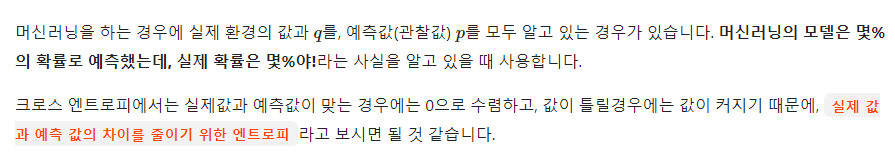 머신러닝을 하는 경우에 실제 환경의 값과 q를, 예측값(관찰값) p를 모두 알고 있는 경우가 있습니다. 머신러닝의 모델은 몇%
의 확률로 예측했는데, 실제 확률은 몇%야!라는 사실을 알고 있을 때 사용합니다.
크로스 엔트로피에서는 실제값과 예측값이 맞는 경우에는 0으로 수렴하고, 값이 틀릴경우에는 값이 커지기 때문에, 실제 값
과 예측 값의 차이를 줄이기 위한 엔트로피 라고 보시면 될 것 같습니다.